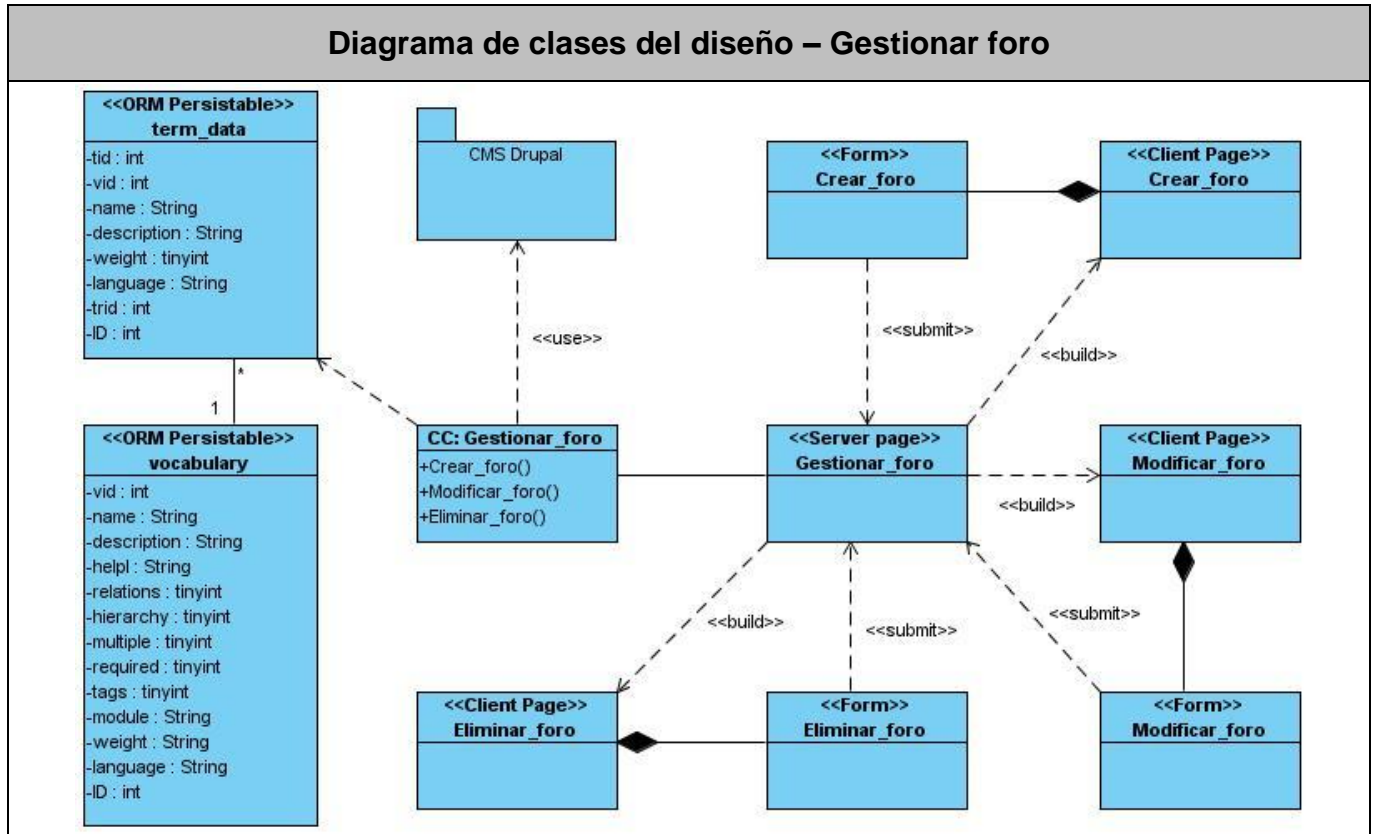 Diagrama de clases del diseño – Gestionar foro
<<ORM Persistable>>
term_data
-tid : int
-vid : int
-name : String
-description : String
-weight : tinyint
-language : String
-trid : int
-ID : int
*
1
<<ORM Persistable>>
vocabulary
-vid : int
-name : String
-description : String
-helpl : String
-relations : tinyint
-hierarchy : tinyint
-multiple : tinyint
-required : tinyint
-tags : tinyint
-module : String
-weight : String
-language : String
-ID : int
CMS Drupal
<<use>>
CC: Gestionar_foro
+Crear_foro()
+Modificar_foro()
+Eliminar_foro()
<<Form>>
Crear_foro
<<Client Page>>
Crear_foro
<<submit>>
<<build>>
<<Server page>>
Gestionar_foro
<<build>>
<<Client Page>>
Modificar_foro
<<build>>
<<submit>>
<<submit>>
<<Client Page>>
Eliminar_foro
<<Form>>
Eliminar_foro
<<Form>>
Modificar_foro